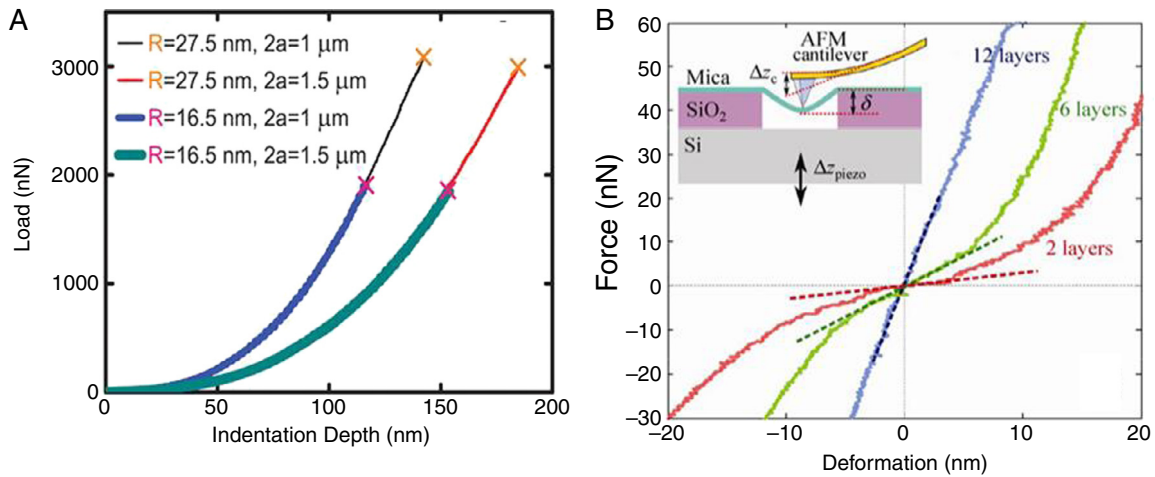 A
R=27.5 nm, 2a=1 μm
R=27.5 nm, 2a=1.5 μm
R=16.5 nm, 2a=1 μm
R=16.5 nm, 2a=1.5 μm
3000
2000
1000
0
Load (nN)
0
50
100
150
200
Indentation Depth (nm)
B
60
50
40
30
20
10
0
−10
−20
−30
Force (nN)
AFM
cantilever
Δzc
Mica
SiO2
δ
Si
Δzpiezo
12 layers
6 layers
2 layers
−20
−10
0
10
20
Deformation (nm)